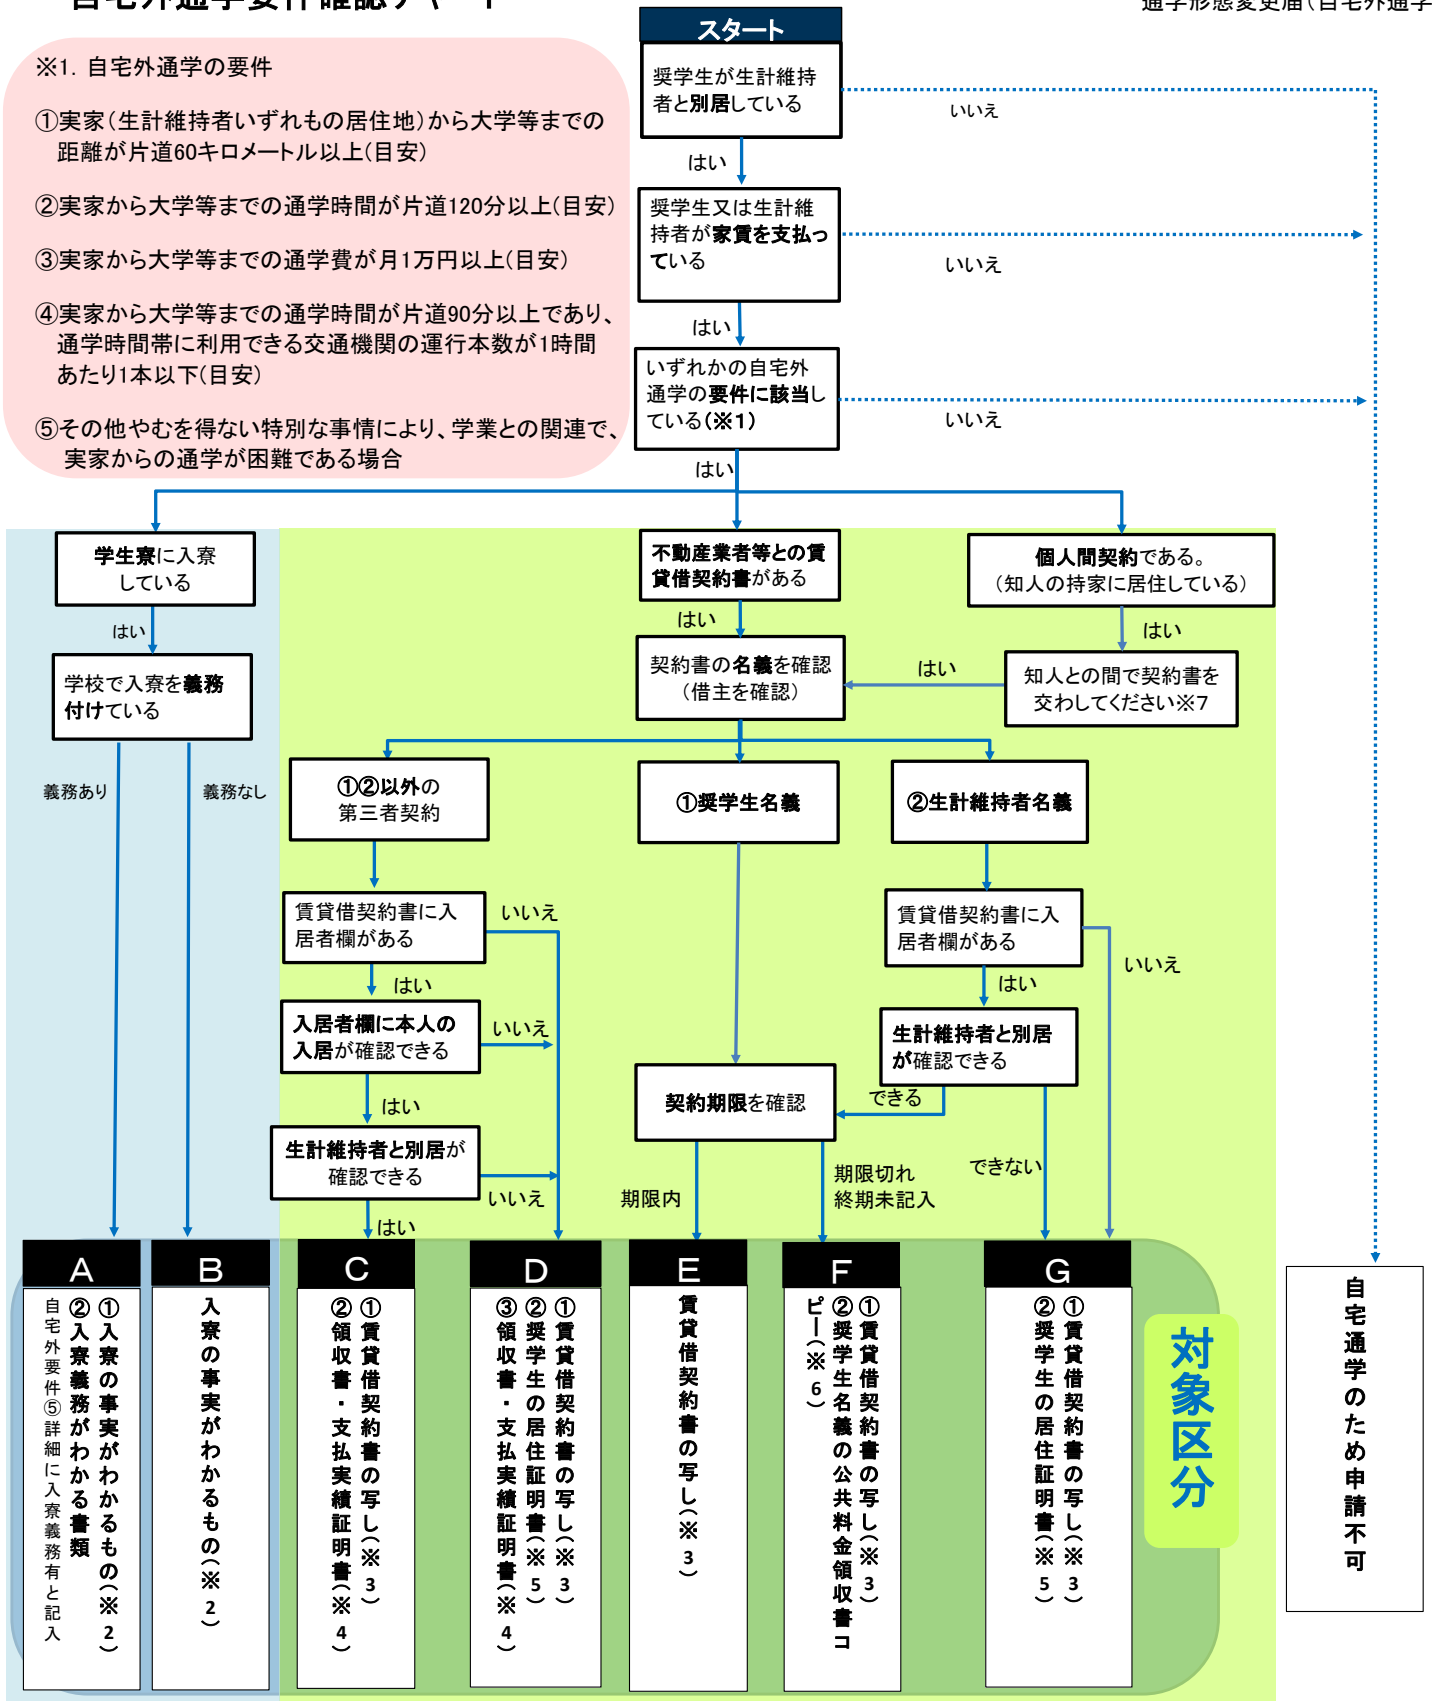 自宅外通学要件確認チャート
通学形態変更届（自宅外通学
※1．自宅外通学の要件
①実家（生計維持者いずれもの居住地）から大学等までの
距離が片道60キロメートル以上（目安）
②実家から大学等までの通学時間が片道120分以上（目安）
③実家から大学等までの通学費が月1万円以上（目安）
④実家から大学等までの通学時間が片道90分以上であり、
通学時間帯に利用できる交通機関の運行本数が1時間
あたり1本以下（目安）
⑤その他やむを得ない特別な事情により、学業との関連で、
実家からの通学が困難である場合
スタート
奨学生が生計維持
者と別居している
いいえ
はい
奨学生又は生計維
持者が家賃を支払っ
ている
いいえ
はい
いずれかの自宅外
通学の要件に該当し
ている（※1）
いいえ
はい
学生寮に入寮
している
はい
学校で入寮を義務
付けている
義務あり
義務なし
不動産業者等との賃
貸借契約書がある
はい
契約書の名義を確認
（借主を確認）
個人間契約である。
（知人の持家に居住している）
はい
知人との間で契約書を
交わしてください※7
はい
①②以外の
第三者契約
①奨学生名義
②生計維持者名義
賃貸借契約書に入
居者欄がある
いいえ
はい
入居者欄に本人の
入居が確認できる
いいえ
はい
生計維持者と別居が
確認できる
いいえ
はい
賃貸借契約書に入
居者欄がある
いいえ
はい
生計維持者と別居
が確認できる
できる
できない
契約期限を確認
期限内
期限切れ
終期未記入
A
①入寮の事実がわかるもの（※2）
②入寮義務がわかる書類
自宅外要件⑤詳細に入寮義務有と記入
B
入寮の事実がわかるもの（※2）
C
①賃貸借契約書の写し（※3）
②領収書・支払実績証明書（※4）
D
①賃貸借契約書の写し（※3）
②奨学生の居住証明書（※5）
③領収書・支払実績証明書（※4）
E
賃貸借契約書の写し（※3）
F
①賃貸借契約書の写し（※3）
②奨学生名義の公共料金領収書コ
ピー（※6）
G
①賃貸借契約書の写し（※3）
②奨学生の居住証明書（※5）
対象区分
自宅通学のため申請不可